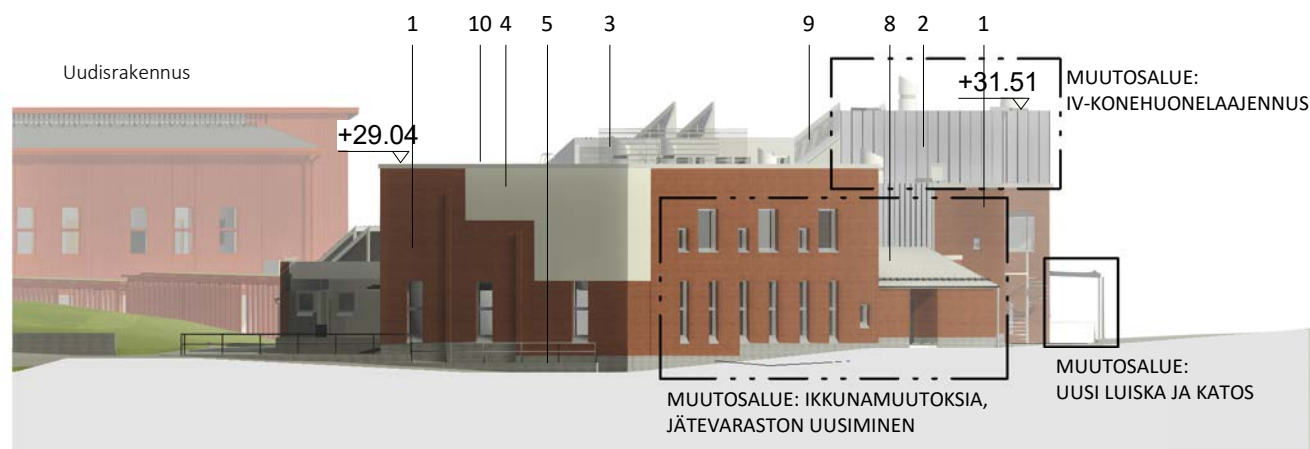 1 10 4 5 3 9 8 2 1
Uudisrakennus
+31.51
MUUTOSALUE:
IV-KONEHUONELAAJENNUS
+29.04
MUUTOSALUE:
UUSI LUISKA JA KATOS
MUUTOSALUE: IKKUNAMUUTOKSIA,
JÄTEVARASTON UUSIMINEN